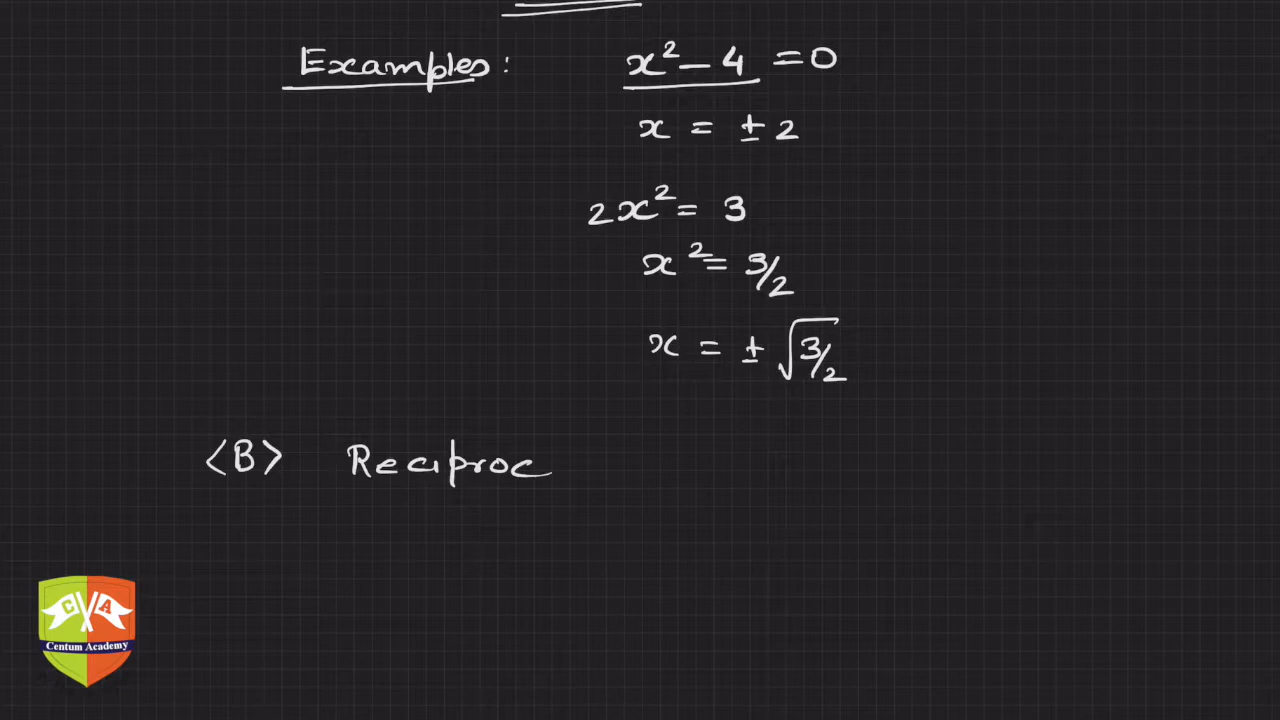 Examples: x² – 4 = 0
x = ± 2
2x² = 3
x² = 3/2
x = ± √3/2
<B> Reciproc
C A
Centum Academy